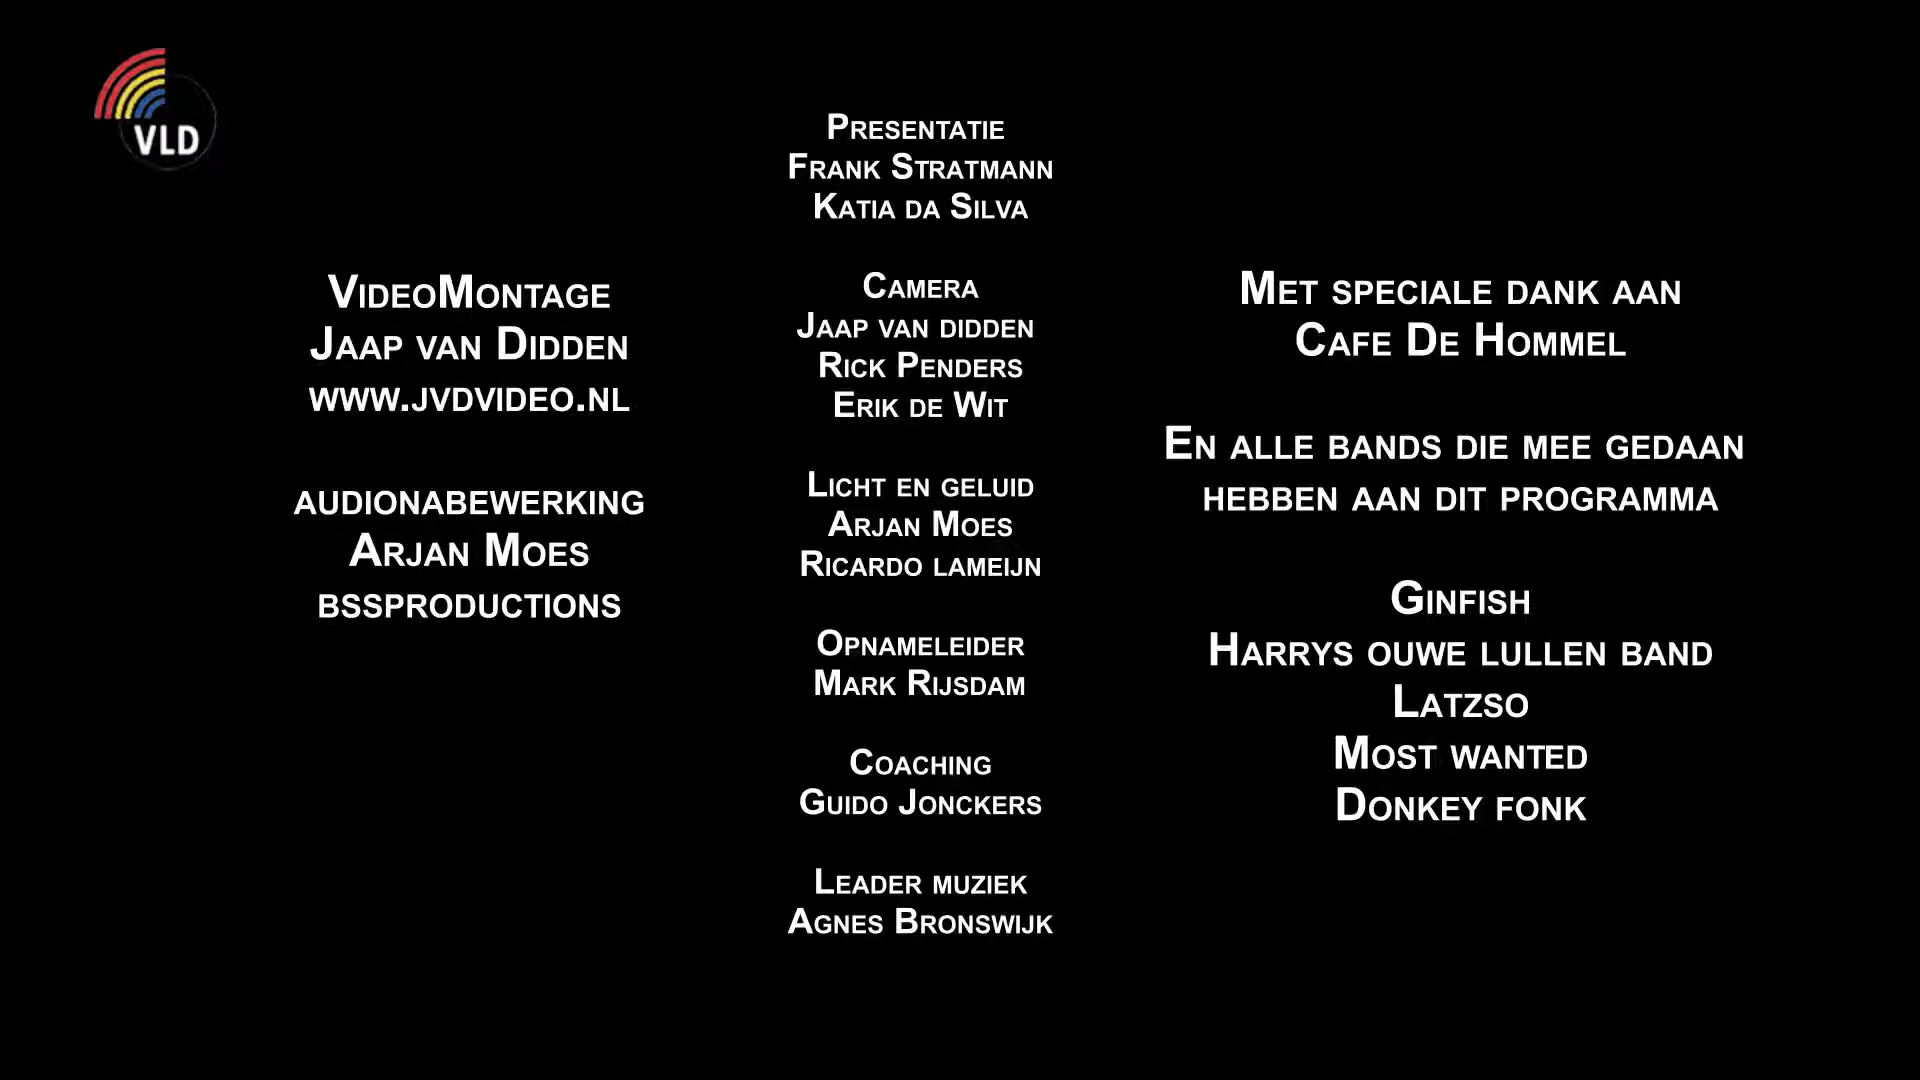 VLD
VideoMontage
Jaap van Didden
www.jvdvideo.nl
audionabewerking
Arjan Moes
bssproductions
Presentatie
Frank Stratmann
Katia da Silva
Camera
Jaap van didden
Rick Penders
Erik de Wit
Licht en geluid
Arjan Moes
Ricardo lameijn
Opnameleider
Mark Rijsdam
Coaching
Guido Jonckers
Leader muziek
Agnes Bronswijk
Met speciale dank aan
Cafe De Hommel
En alle bands die mee gedaan
hebben aan dit programma
Ginfish
Harrys ouwe lullen band
Latzso
Most wanted
Donkey fonk